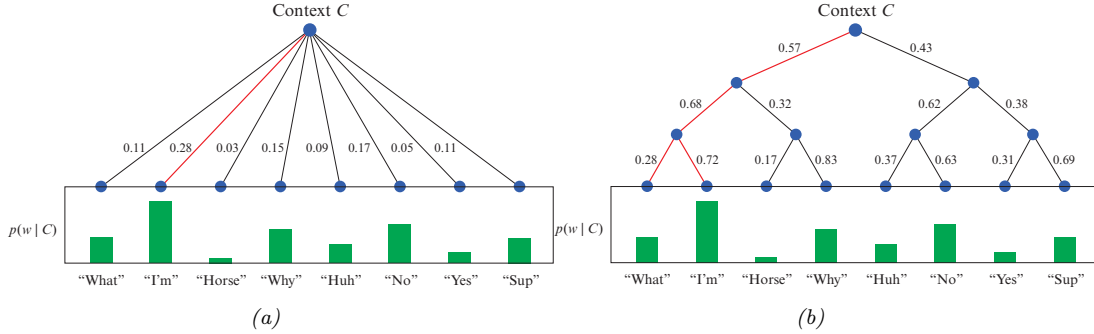 Context C
0.11 0.28 0.03 0.15 0.09 0.17 0.05 0.11
p(w | C)
“What” “I’m” “Horse” “Why” “Huh” “No” “Yes” “Sup”
(a)
Context C
0.57 0.43
0.68 0.32 0.62 0.38
0.28 0.72 0.17 0.83 0.37 0.63 0.31 0.69
p(w | C)
“What” “I’m” “Horse” “Why” “Huh” “No” “Yes” “Sup”
(b)